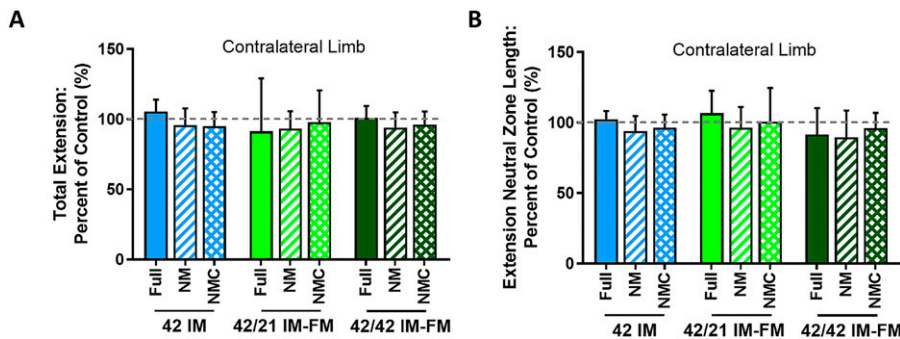 A
Total Extension:
Percent of Control (%)
Contralateral Limb
150
100
50
0
Full NM NMC Full NM NMC Full NM NMC
42 IM 42/21 IM-FM 42/42 IM-FM
B
Extension Neutral Zone Length:
Percent of Control (%)
Contralateral Limb
150
100
50
0
Full NM NMC Full NM NMC Full NM NMC
42 IM 42/21 IM-FM 42/42 IM-FM